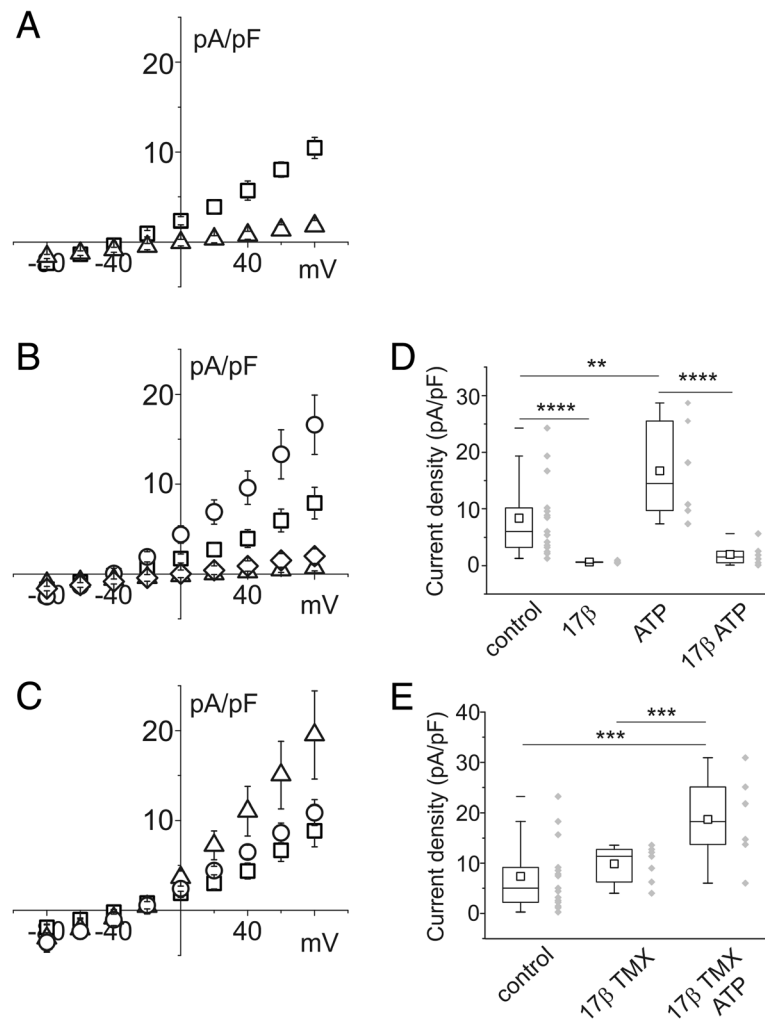 A
pA/pF
20
10
-80
-40
40
mV
B
pA/pF
20
10
-80
-40
40
mV
C
pA/pF
20
-80
-40
40
mV
D
Current density (pA/pF)
30
20
10
0
**
****
****
control
17β
ATP
17β ATP
E
Current density (pA/pF)
40
30
20
10
0
***
***
control
17β TMX
17β TMX
ATP